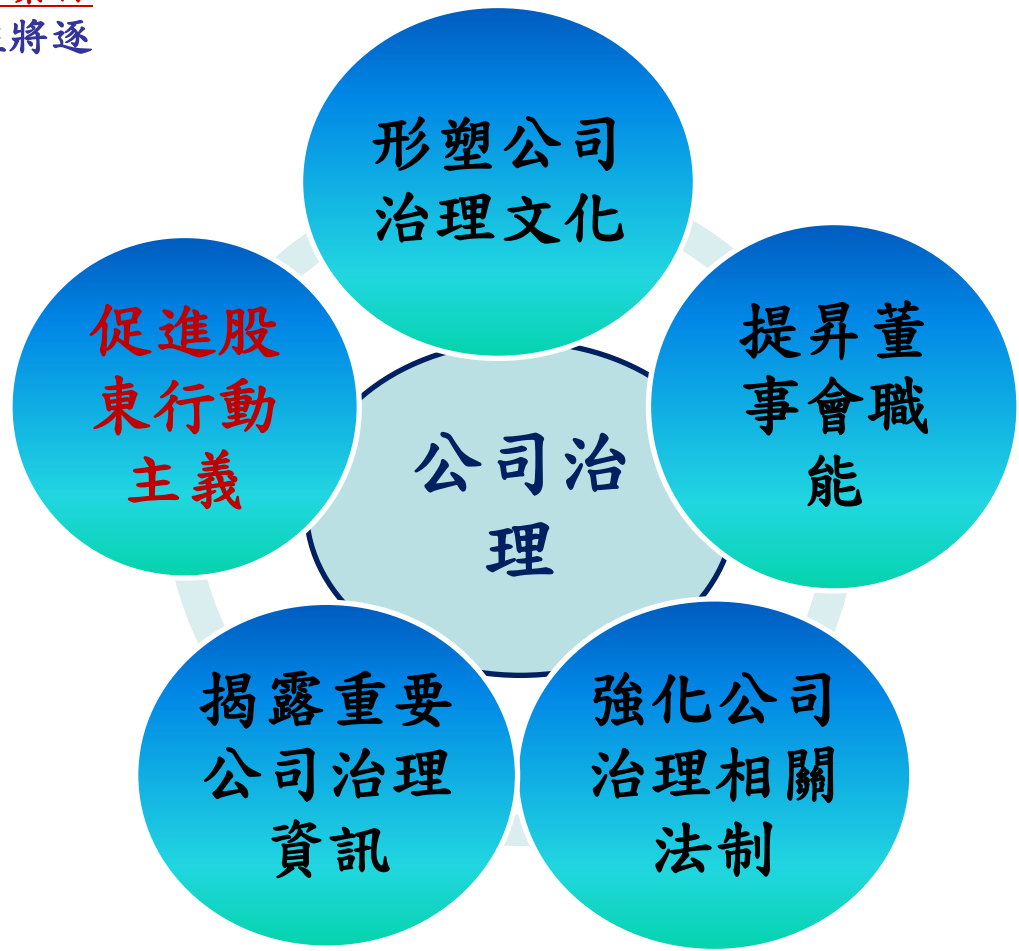 將逐
形塑公司
治理文化
促進股
東行動
主義
提昇董
事會職
能
公司治
理
揭露重要
公司治理
資訊
強化公司
治理相關
法制